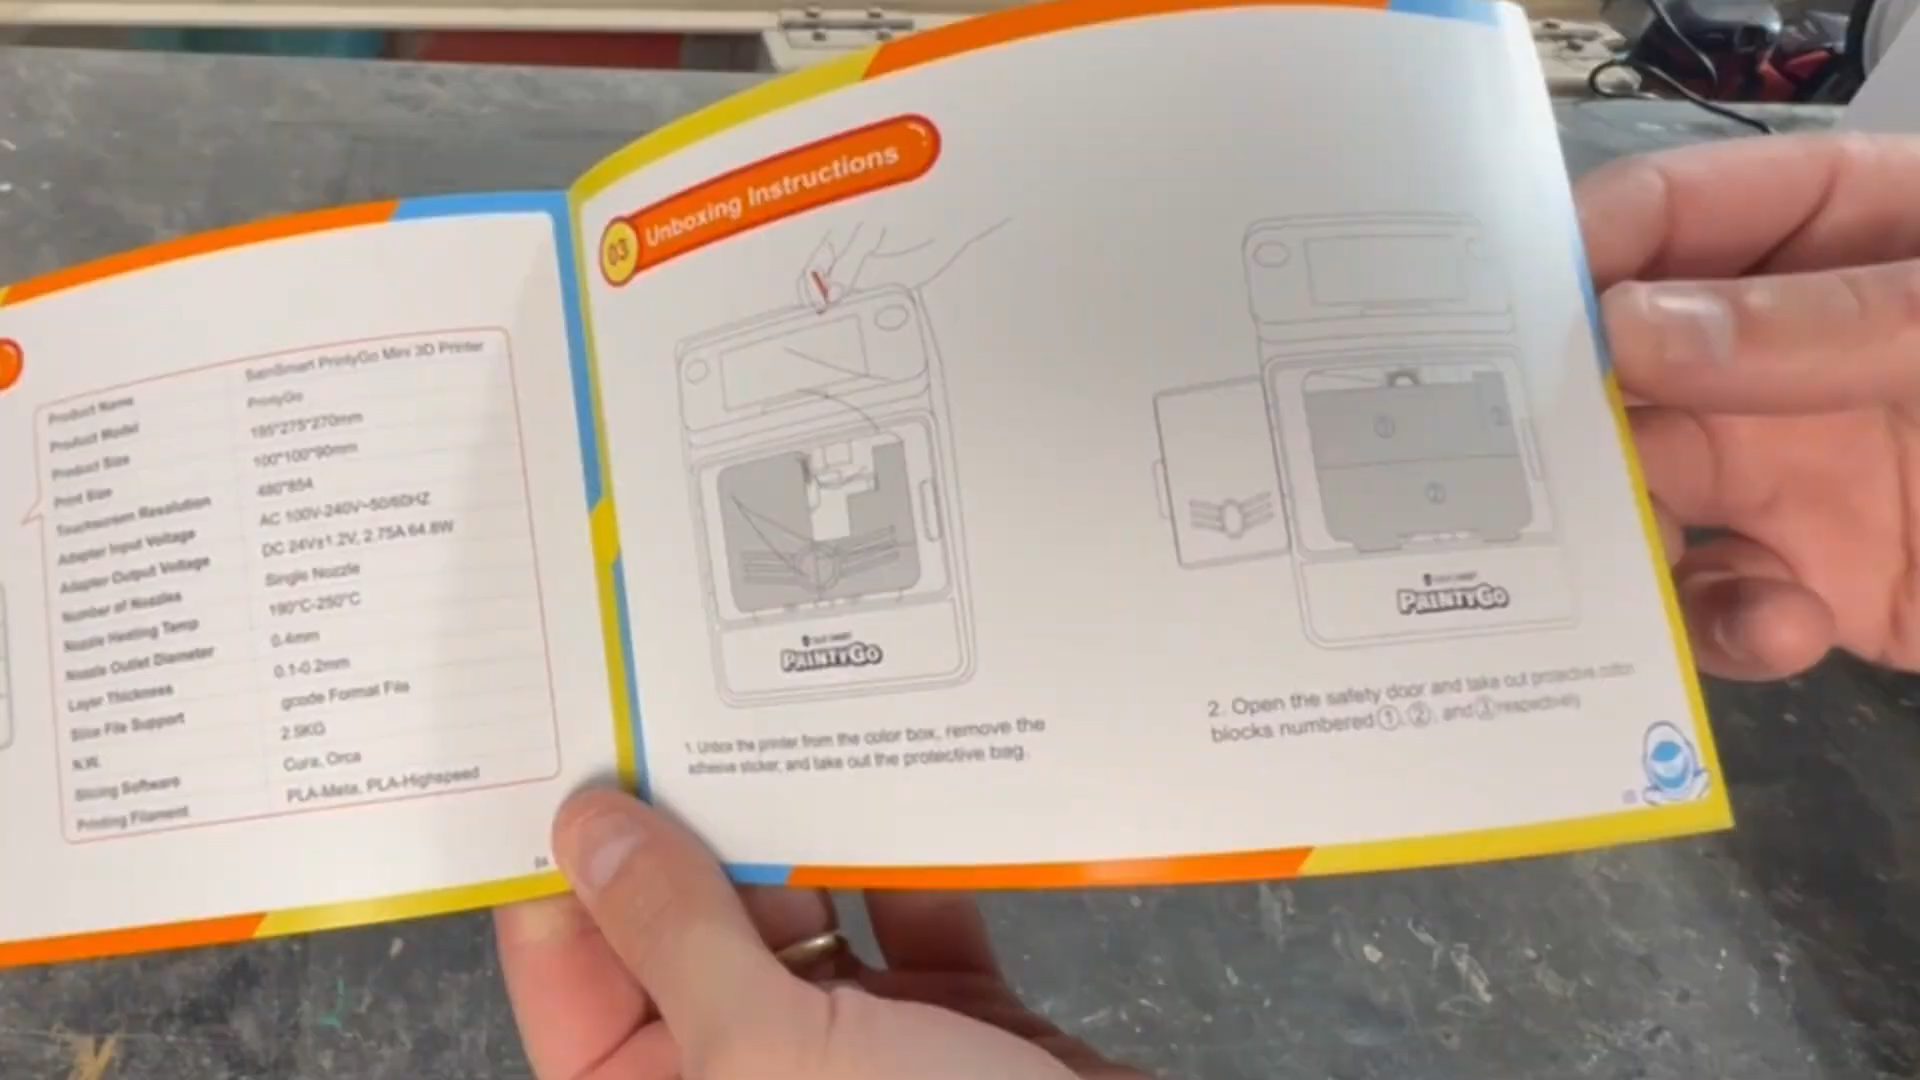 Product Name SainSmart PrintyGo Mini 3D Printer
Product Model PrintyGo
Product Size 195*275*270mm
Print Size 100*100*90mm
Touchscreen Resolution 480*854
Adapter Input Voltage AC 100V-240V~50/60HZ
Adapter Output Voltage DC 24V±1.2V, 2.75A 64.8W
Number of Nozzles Single Nozzle
Nozzle Heating Temp 190°C-250°C
Nozzle Outlet Diameter 0.4mm
Layer Thickness 0.1-0.2mm
Slice File Support gcode Format File
N.W. 2.5KG
Slicing Software Cura, Orca
Printing Filament PLA-Meta, PLA-Highspeed
04
03 Unboxing Instructions
PRINTYGO
1. Unbox the printer from the color box, remove the
adhesive sticker, and take out the protective bag.
① ②
PRINTYGO
2. Open the safety door and take out protective cotton
blocks numbered ①, ②, and ③ respectively.